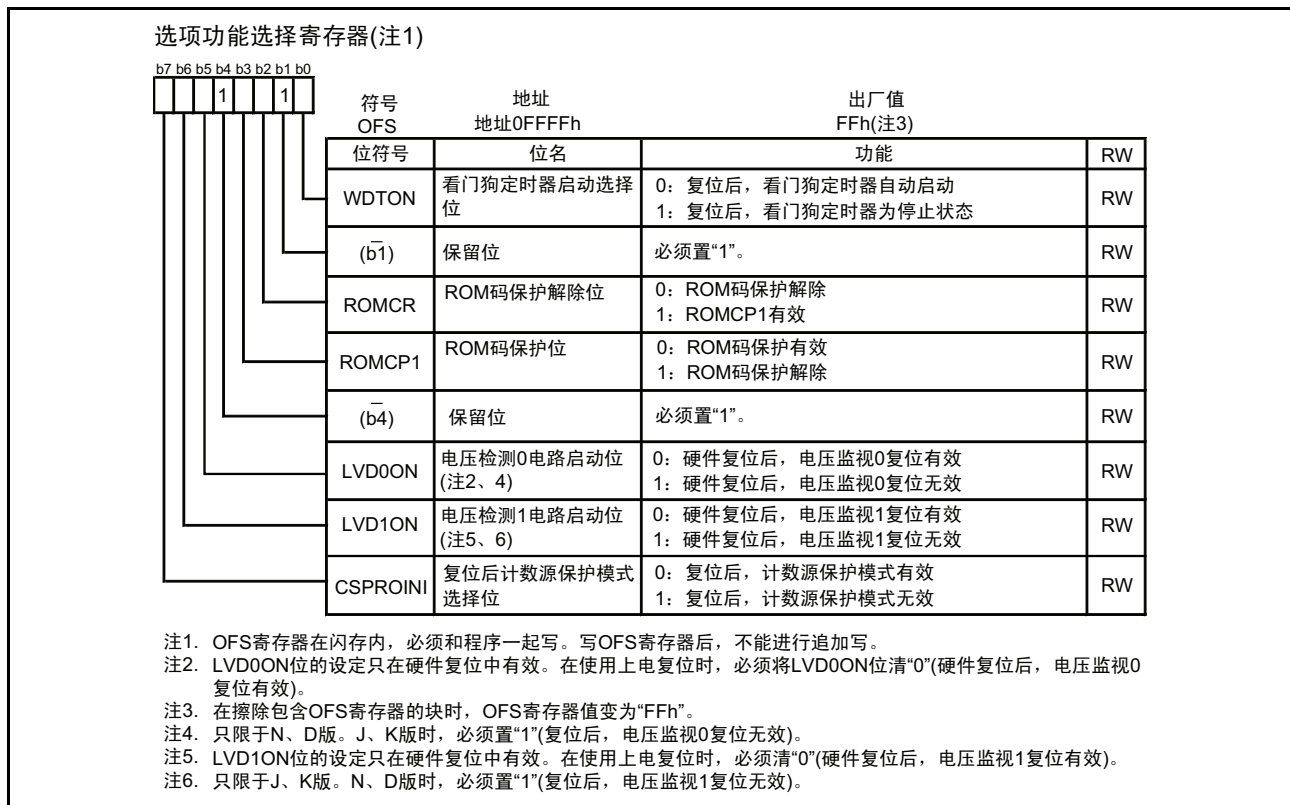 选项功能选择寄存器(注1)
b7 b6 b5 b4 b3 b2 b1 b0
1 1
符号 地址 出厂值
OFS 地址0FFFFh FFh(注3)
位符号 位名 功能 RW
WDTON 看门狗定时器启动选择位 0：复位后，看门狗定时器自动启动 RW
1：复位后，看门狗定时器为停止状态
—
(b1) 保留位 必须置“1”。 RW
ROMCR ROM码保护解除位 0：ROM码保护解除 RW
1：ROMCP1有效
ROMCP1 ROM码保护位 0：ROM码保护有效 RW
1：ROM码保护解除
—
(b4) 保留位 必须置“1”。 RW
LVD0ON 电压检测0电路启动位 0：硬件复位后，电压监视0复位有效 RW
(注2、4) 1：硬件复位后，电压监视0复位无效
LVD1ON 电压检测1电路启动位 0：硬件复位后，电压监视1复位有效 RW
(注5、6) 1：硬件复位后，电压监视1复位无效
CSPROINI 复位后计数源保护模式 0：复位后，计数源保护模式有效 RW
选择位 1：复位后，计数源保护模式无效
注1. OFS寄存器在闪存内，必须和程序一起写。写OFS寄存器后，不能进行追加写。
注2. LVD0ON位的设定只在硬件复位中有效。在使用上电复位时，必须将LVD0ON位清“0”(硬件复位后，电压监视0
复位有效)。
注3. 在擦除包含OFS寄存器的块时，OFS寄存器值变为“FFh”。
注4. 只限于N、D版。J、K版时，必须置“1”(复位后，电压监视0复位无效)。
注5. LVD1ON位的设定只在硬件复位中有效。在使用上电复位时，必须清“0”(硬件复位后，电压监视1复位有效)。
注6. 只限于J、K版。N、D版时，必须置“1”(复位后，电压监视1复位无效)。